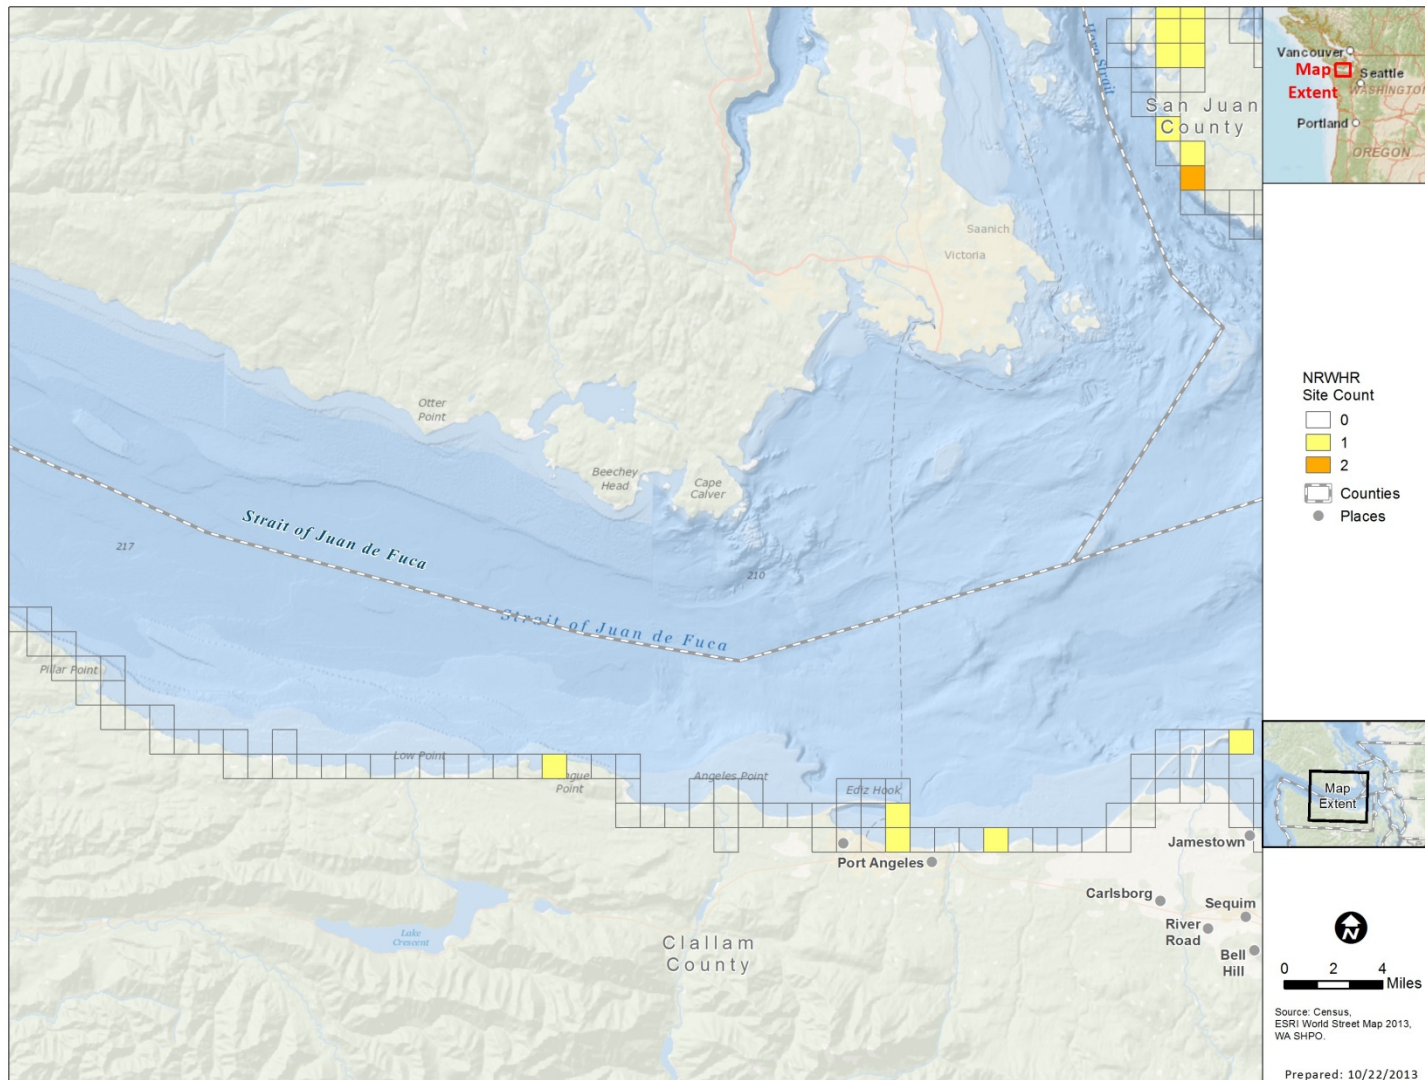 Haro Strait
San Juan
County
Saanich
Victoria
Otter
Point
Beechey
Head
Cape
Calver
Strait of Juan de Fuca
217
210
Strait of Juan de Fuca
Pillar Point
Low Point
ngue
Point
Angeles Point
Ediz Hook
Port Angeles
Jamestown
Carlsborg
Sequim
River
Road
Bell
Hill
Lake
Crescent
Clallam
County
Vancouver
Map
Extent
Seattle
WASHINGTON
Portland
OREGON
NRWHR
Site Count
0
1
2
Counties
Places
Map
Extent
N
0 2 4
Miles
Source: Census,
ESRI World Street Map 2013,
WA SHPO.
Prepared: 10/22/2013